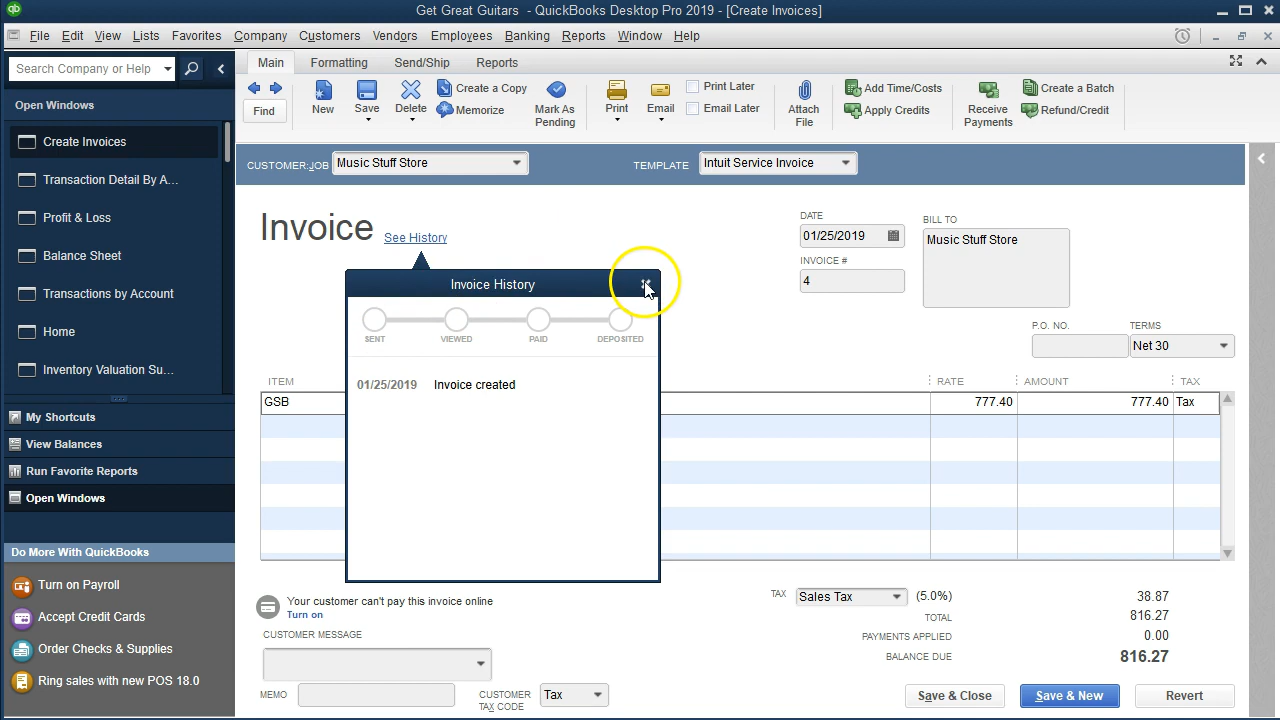 Get Great Guitars - QuickBooks Desktop Pro 2019 - [Create Invoices]
File Edit View Lists Favorites Company Customers Vendors Employees Banking Reports Window Help
Search Company or Help
Main Formatting Send/Ship Reports
Find
New
Save
Delete
Create a Copy
Memorize
Mark As
Pending
Print
Email
Print Later
Email Later
Attach
File
Add Time/Costs
Apply Credits
Receive
Payments
Create a Batch
Refund/Credit
Open Windows
Create Invoices
Transaction Detail By A...
Profit & Loss
Balance Sheet
Transactions by Account
Home
Inventory Valuation Su...
My Shortcuts
View Balances
Run Favorite Reports
Open Windows
Do More With QuickBooks
Turn on Payroll
Accept Credit Cards
Order Checks & Supplies
Ring sales with new POS 18.0
CUSTOMER:JOB Music Stuff Store TEMPLATE Intuit Service Invoice
Invoice See History
DATE
01/25/2019
INVOICE #
4
BILL TO
Music Stuff Store
P.O. NO. TERMS
Net 30
Invoice History
SENT VIEWED PAID DEPOSITED
01/25/2019 Invoice created
ITEM RATE AMOUNT TAX
GSB 777.40 777.40 Tax
Your customer can't pay this invoice online
Turn on
CUSTOMER MESSAGE
MEMO
CUSTOMER
TAX CODE
Tax
TAX Sales Tax (5.0%) 38.87
TOTAL 816.27
PAYMENTS APPLIED 0.00
BALANCE DUE 816.27
Save & Close Save & New Revert